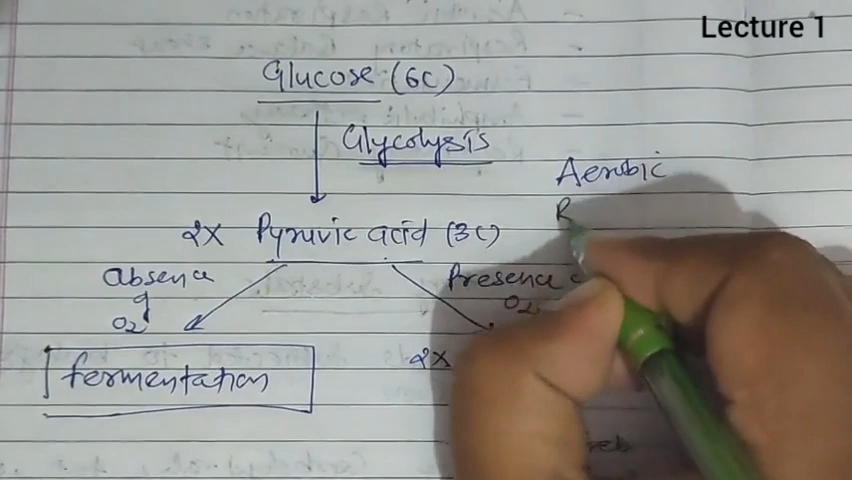 Lecture 1
Glucose (6C)
Glycolysis
Aerobic
R
2X Pyruvic acid (3C)
absence
of
O2
Presence
O2
fermentation
2X